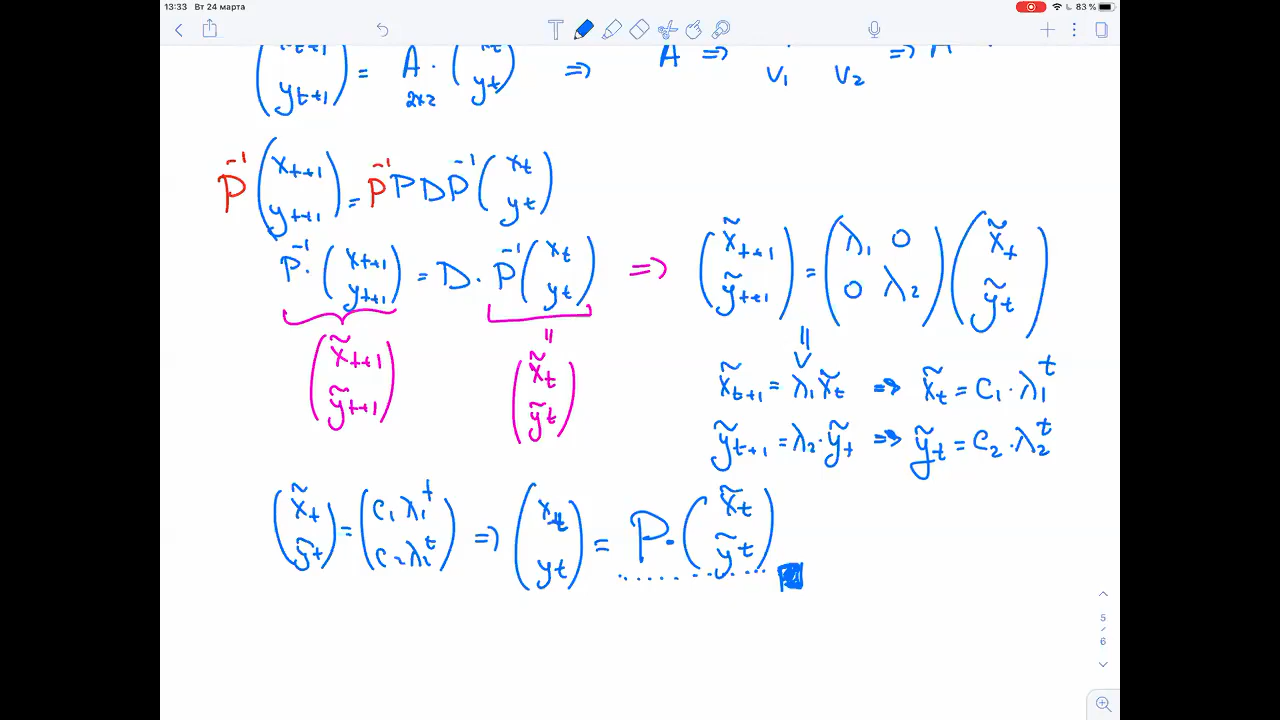 13:33 Вт 24 марта 83 %
y_{t+1} = A_{2x2} · ( y_t ) => A => V_1 V_2 => A
P^{-1} ( x_{t+1} y_{t+1} ) = P^{-1} P D P^{-1} ( x_t y_t )
P^{-1} · ( x_{t+1} y_{t+1} ) = D · P^{-1} ( x_t y_t ) => ( x̃_{t+1} ỹ_{t+1} ) = ( λ_1 0 0 λ_2 ) ( x̃_t ỹ_t )
( x̃_{t+1} ỹ_{t+1} ) = ( x̃_t ỹ_t )
x̃_{t+1} = λ_1 x̃_t => x̃_t = C_1 · λ_1^t
ỹ_{t+1} = λ_2 · ỹ_t => ỹ_t = C_2 · λ_2^t
( x̃_t ỹ_t ) = ( C_1 λ_1^t C_2 λ_2^t ) => ( x_t y_t ) = P · ( x̃_t ỹ_t )
5
6